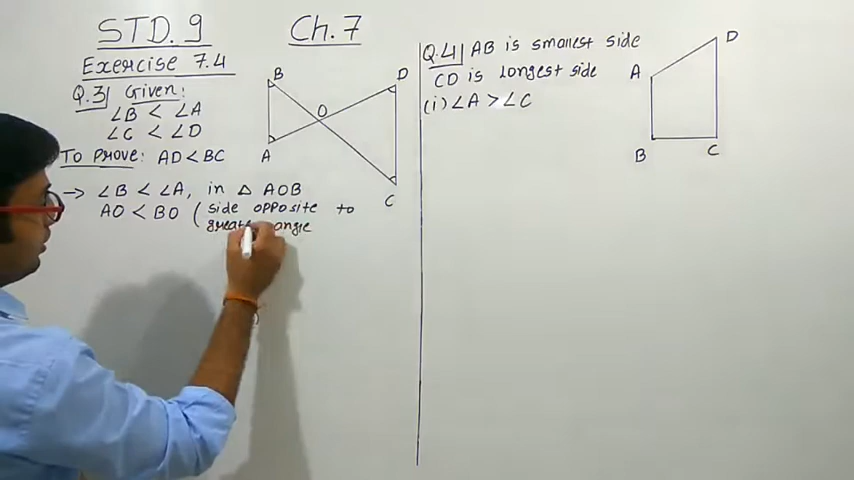 STD. 9
Ch. 7
Exercise 7.4
Q.3) Given:
∠B < ∠A
∠C < ∠D
To prove: AD < BC
→ ∠B < ∠A, in △ AOB
AO < BO (side opposite to
greater angle
B
D
O
A
C
Q.4) AB is smallest side
CD is longest side
(i) ∠A > ∠C
D
A
B
C